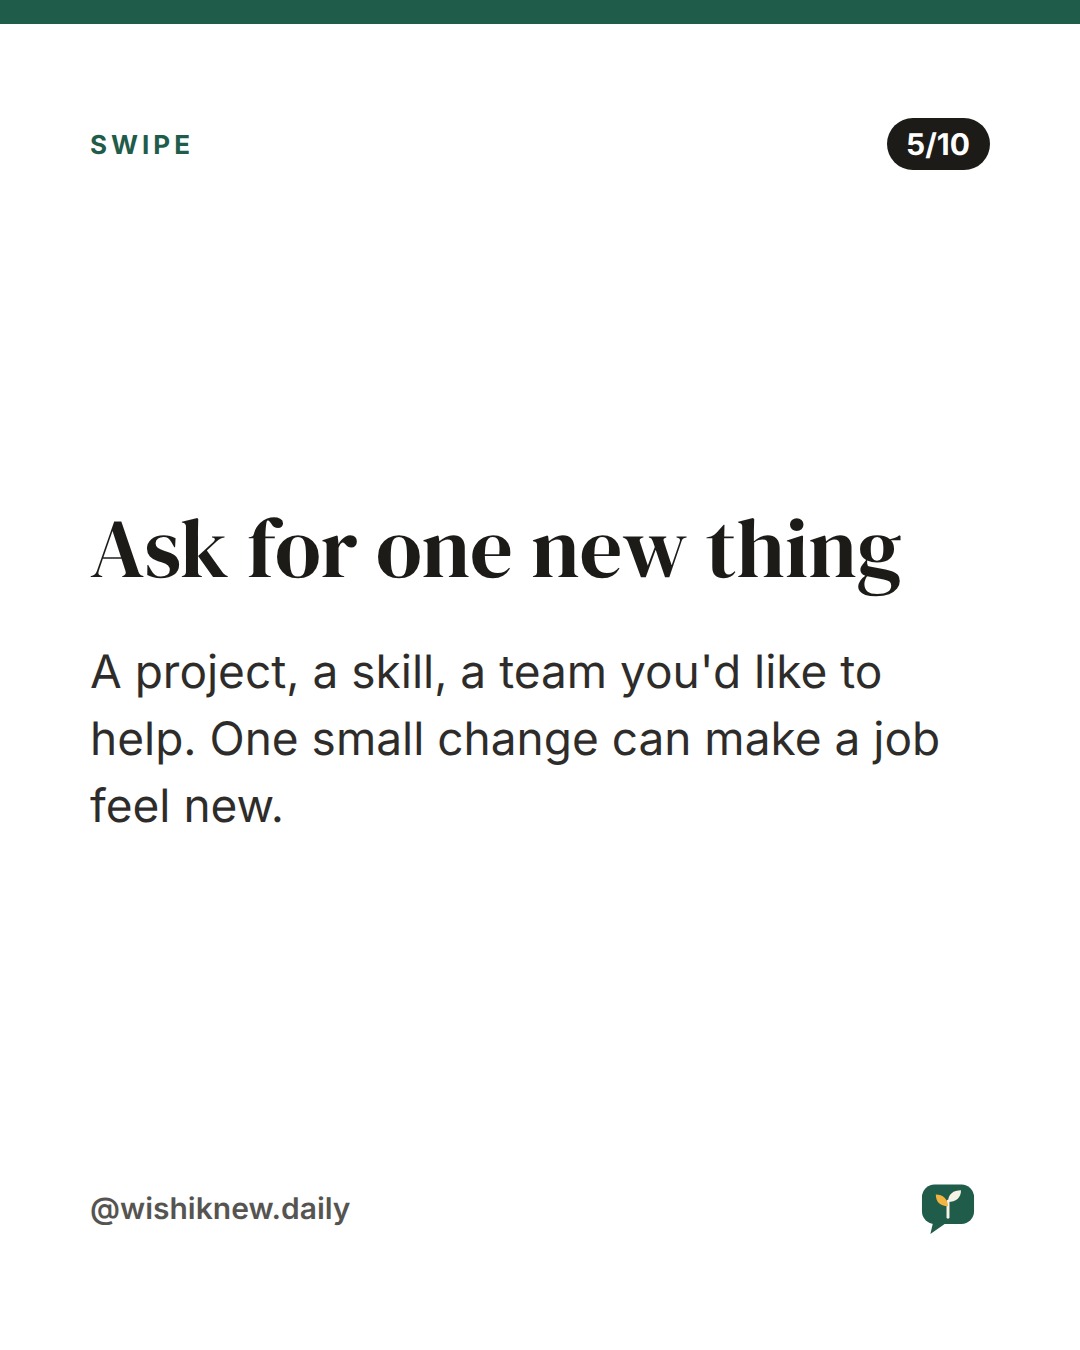 SWIPE
5/10
Ask for one new thing
A project, a skill, a team you'd like to
help. One small change can make a job
feel new.
@wishiknew.daily